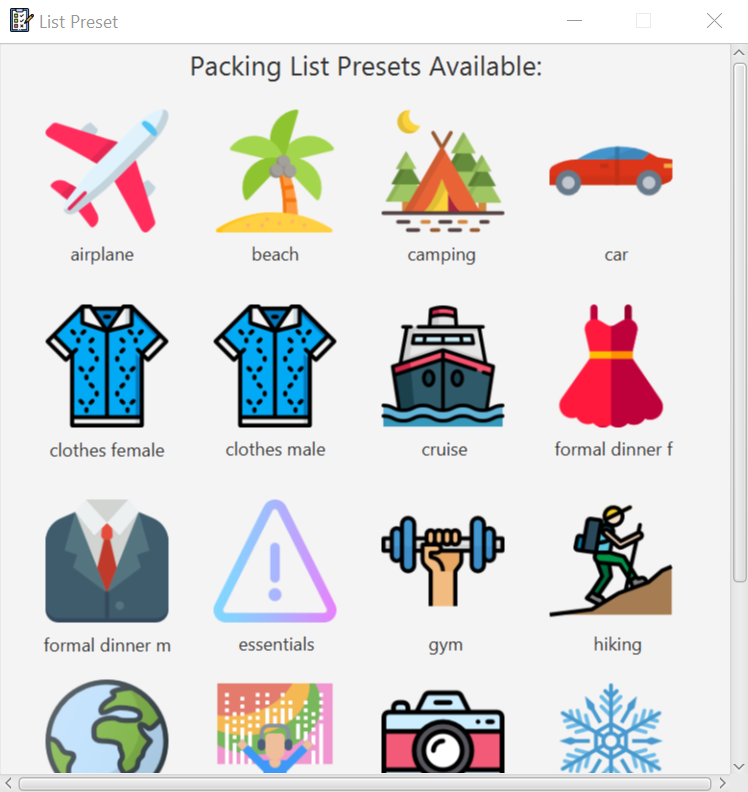 List Preset
Packing List Presets Available:
airplane
beach
camping
car
clothes female
clothes male
cruise
formal dinner f
formal dinner m
essentials
gym
hiking